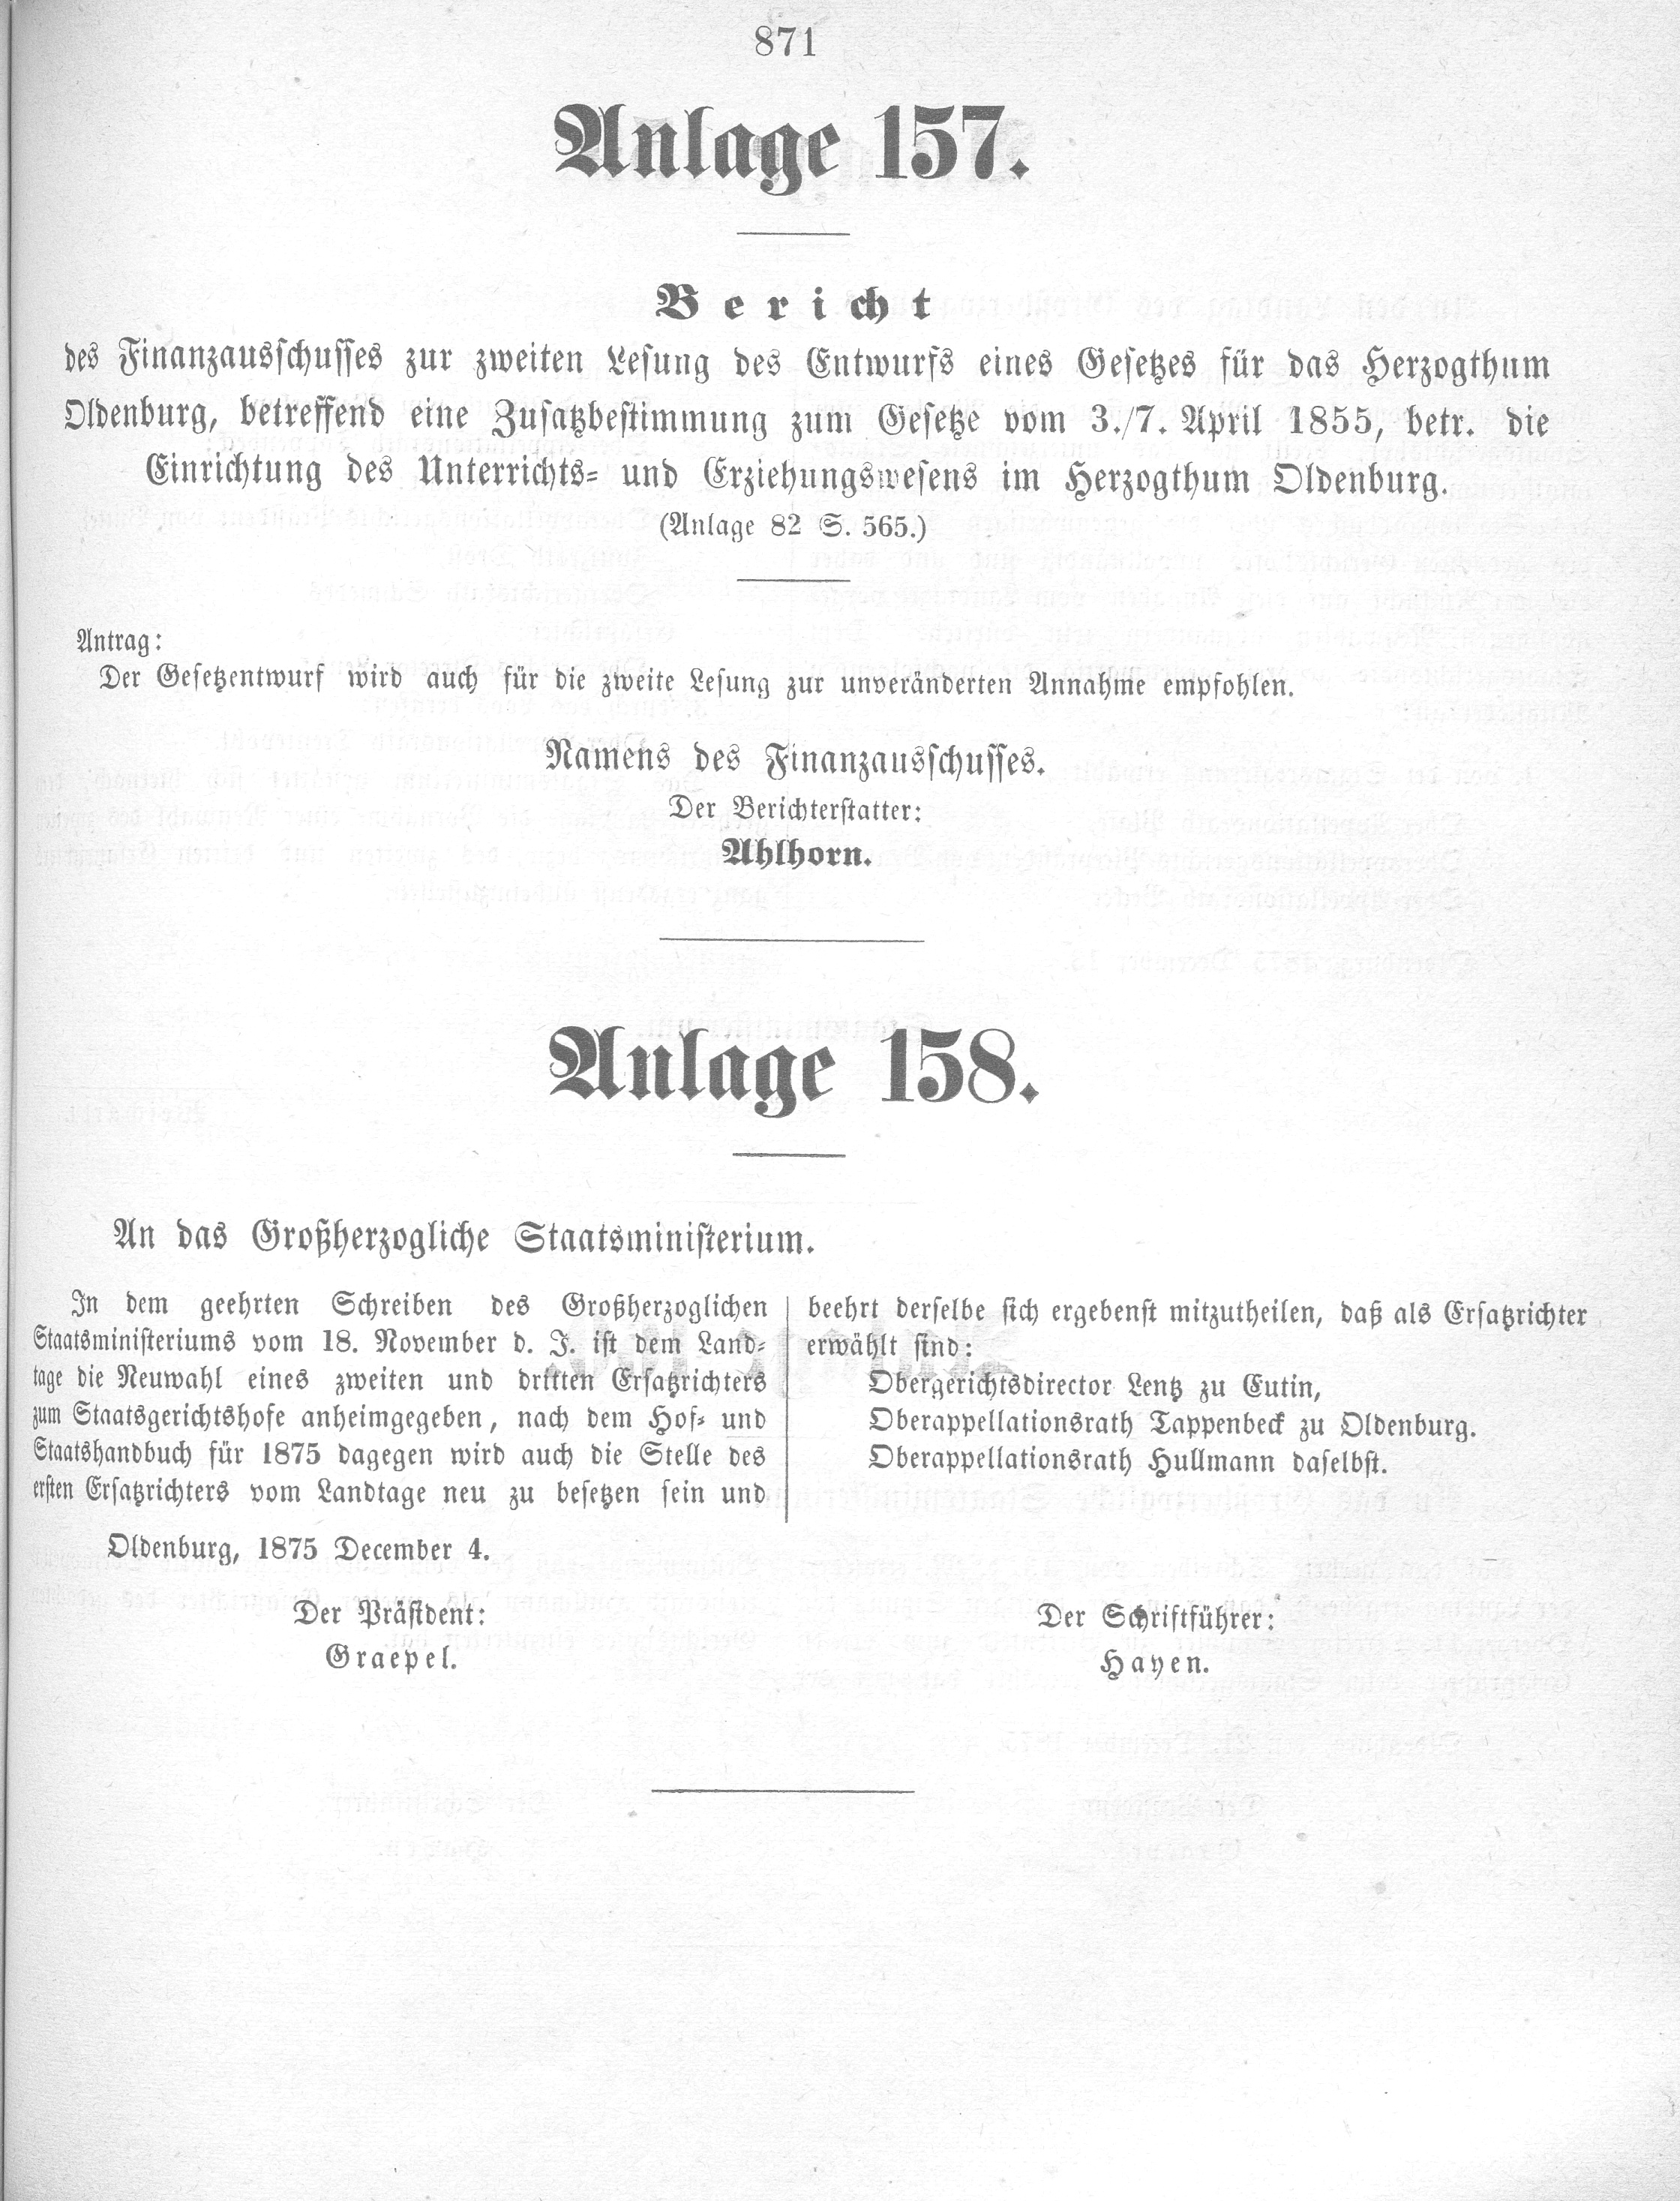 871
Anlage 157.
Bericht
des Finanzausschusses zur zweiten Lesung des Entwurfs eines Gesetzes für das Herzogthum
Oldenburg, betreffend eine Zusatzbestimmung zum Gesetze vom 3./7. April 1855, betr. die
Einrichtung des Unterrichts- und Erziehungswesens im Herzogthum Oldenburg.
(Anlage 82 S. 565.)
Antrag:
Der Gesetzentwurf wird auch für die zweite Lesung zur unveränderten Annahme empfohlen.
Namens des Finanzausschusses.
Der Berichterstatter:
Ahlhorn.
Anlage 158.
An das Großherzogliche Staatsministerium.
In dem geehrten Schreiben des Großherzoglichen
Staatsministeriums vom 18. November d. J. ist dem Land-
tage die Neuwahl eines zweiten und dritten Ersatzrichters
zum Staatsgerichtshofe anheimgegeben, nach dem Hof- und
Staatshandbuch für 1875 dagegen wird auch die Stelle des
ersten Ersatzrichters vom Landtage neu zu besetzen sein und
beehrt derselbe sich ergebenst mitzutheilen, daß als Ersatzrichter
erwählt sind:
Obergerichtsdirector Lentz zu Eutin,
Oberappellationsrath Tappenbeck zu Oldenburg.
Oberappellationsrath Hullmann daselbst.
Oldenburg, 1875 December 4.
Der Präsident:
Graepel.
Der Schriftführer:
Hayen.